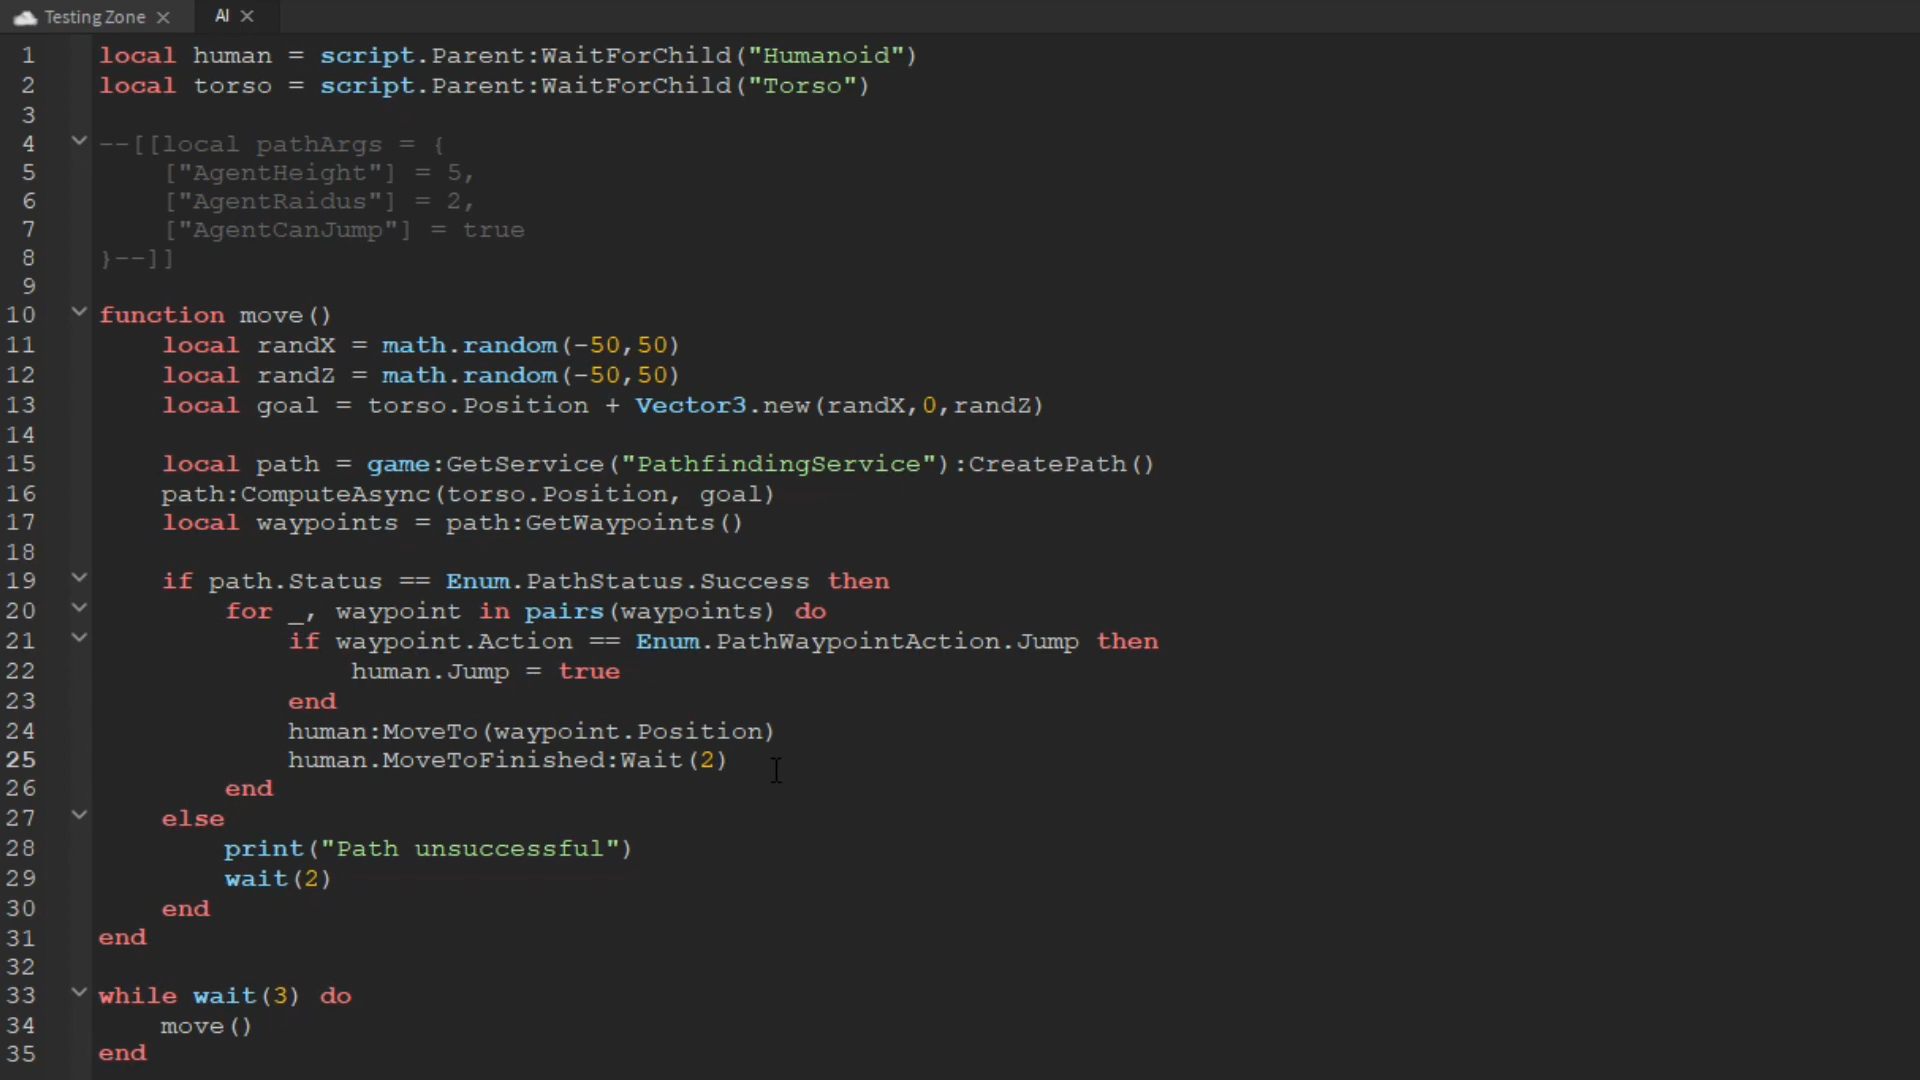 Testing Zone
AI
1 local human = script.Parent:WaitForChild("Humanoid")
2 local torso = script.Parent:WaitForChild("Torso")
3
4 --[[local pathArgs = {
5     ["AgentHeight"] = 5,
6     ["AgentRaidus"] = 2,
7     ["AgentCanJump"] = true
8 }--]]
9
10 function move()
11     local randX = math.random(-50,50)
12     local randZ = math.random(-50,50)
13     local goal = torso.Position + Vector3.new(randX,0,randZ)
14
15     local path = game:GetService("PathfindingService"):CreatePath()
16     path:ComputeAsync(torso.Position, goal)
17     local waypoints = path:GetWaypoints()
18
19     if path.Status == Enum.PathStatus.Success then
20         for _, waypoint in pairs(waypoints) do
21             if waypoint.Action == Enum.PathWaypointAction.Jump then
22                 human.Jump = true
23             end
24             human:MoveTo(waypoint.Position)
25             human.MoveToFinished:Wait(2)
26         end
27     else
28         print("Path unsuccessful")
29         wait(2)
30     end
31 end
32
33 while wait(3) do
34     move()
35 end